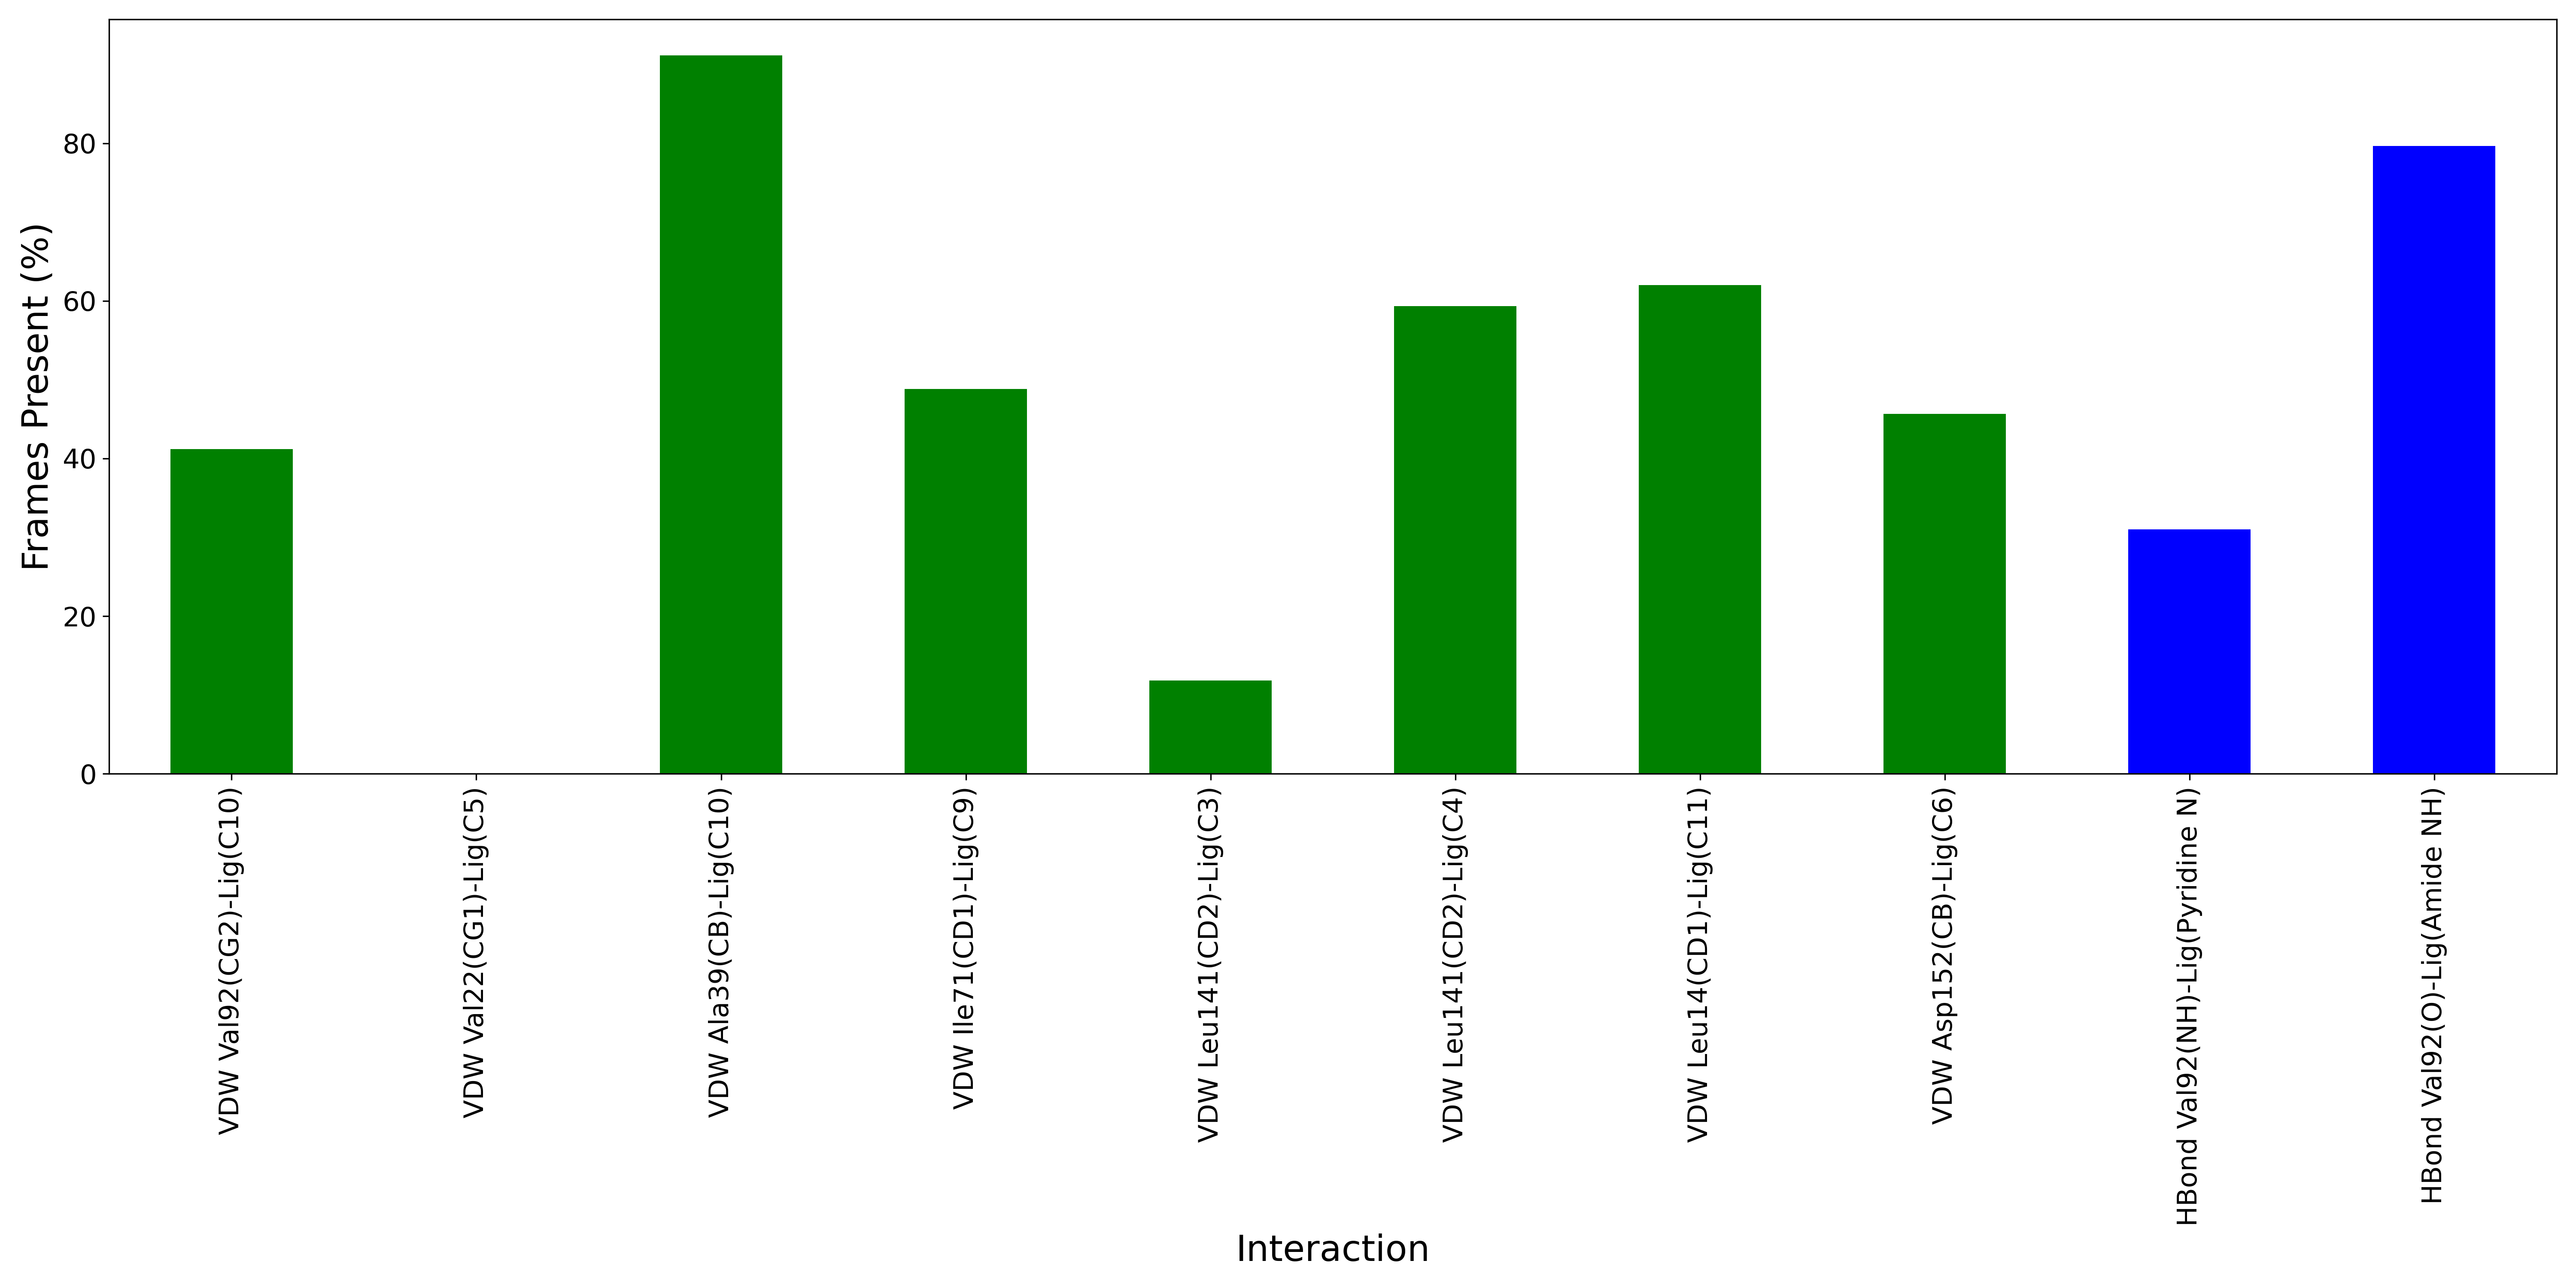 Frames Present (%)
80
60
40
20
0
VDW Val92(CG2)-Lig(C10)
VDW Val22(CG1)-Lig(C5)
VDW Ala39(CB)-Lig(C10)
VDW Ile71(CD1)-Lig(C9)
VDW Leu141(CD2)-Lig(C3)
VDW Leu141(CD2)-Lig(C4)
VDW Leu14(CD1)-Lig(C11)
VDW Asp152(CB)-Lig(C6)
HBond Val92(NH)-Lig(Pyridine N)
HBond Val92(O)-Lig(Amide NH)
Interaction